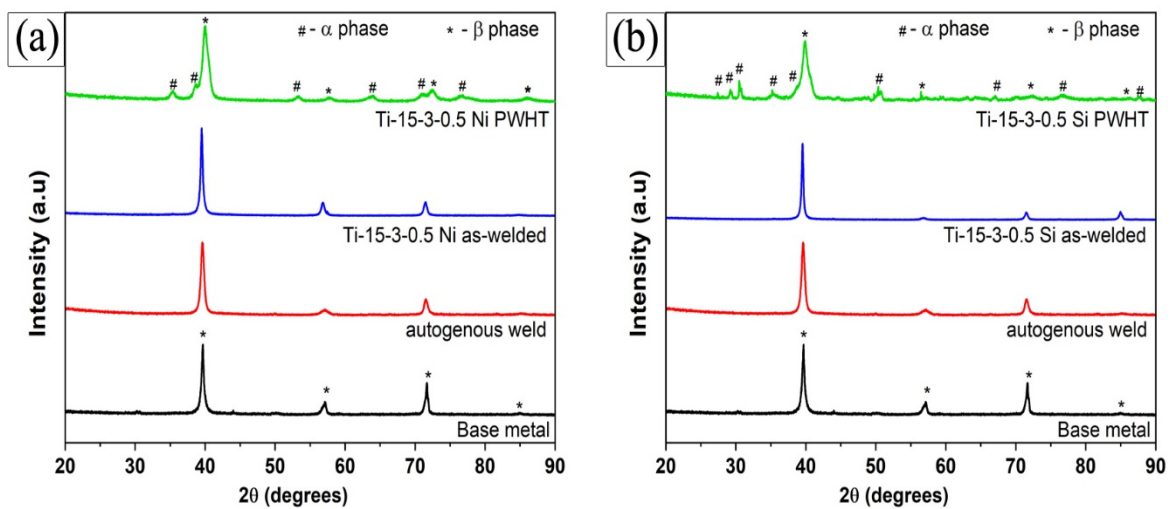 (a)
# - α phase * - β phase
*
# # # * # # * # *
Ti-15-3-0.5 Ni PWHT
Ti-15-3-0.5 Ni as-welded
autogenous weld
* * * *
Base metal
Intensity (a.u)
20 30 40 50 60 70 80 90
2θ (degrees)
(b)
# - α phase * - β phase
*
# # # # # # * # * # * #
Ti-15-3-0.5 Si PWHT
Ti-15-3-0.5 Si as-welded
autogenous weld
* * * *
Base metal
Intensity (a.u)
20 30 40 50 60 70 80 90
2θ (degrees)